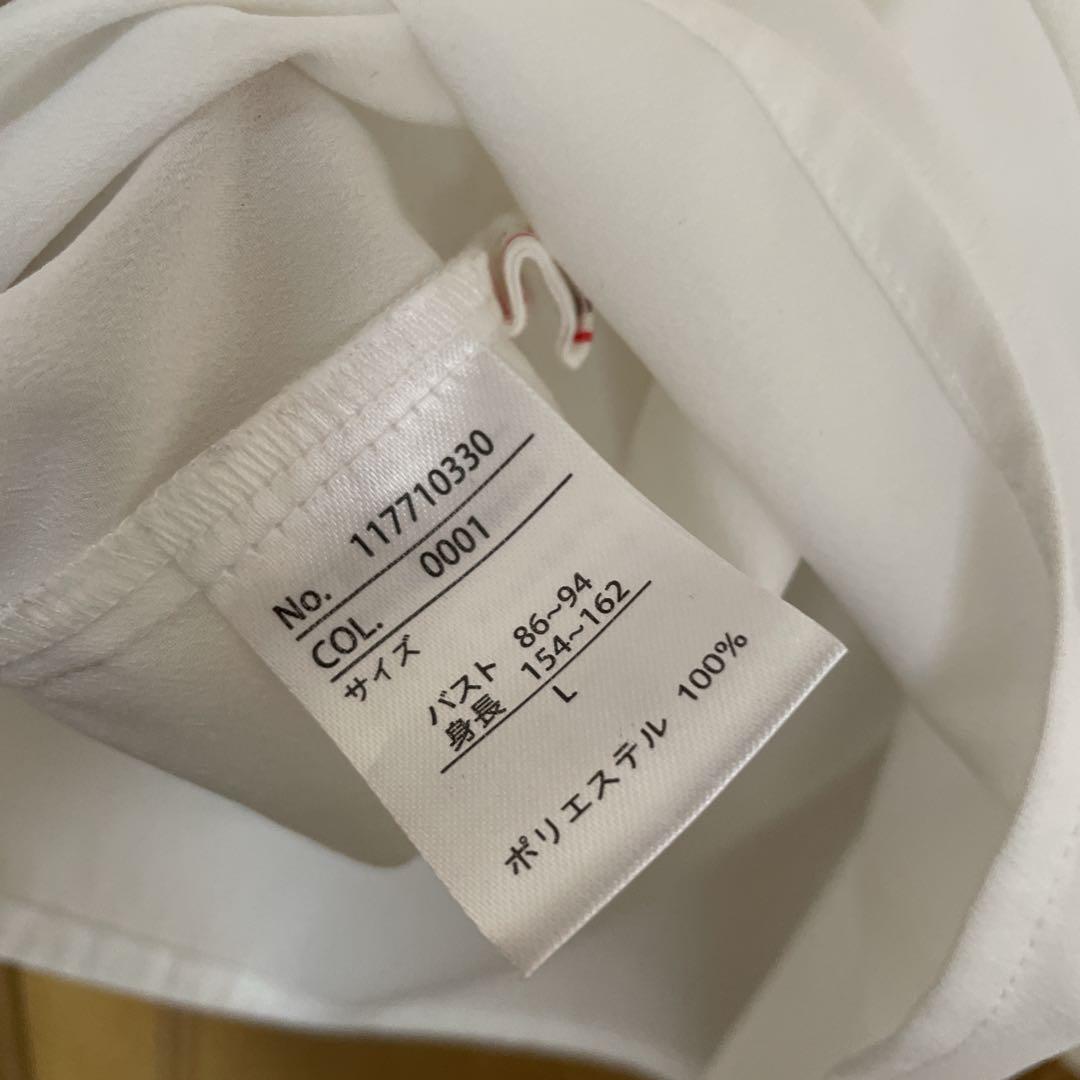 No. 117710330
COL. 0001
サイズ
バスト 86~94
身長 154~162
L
ポリエステル 100%